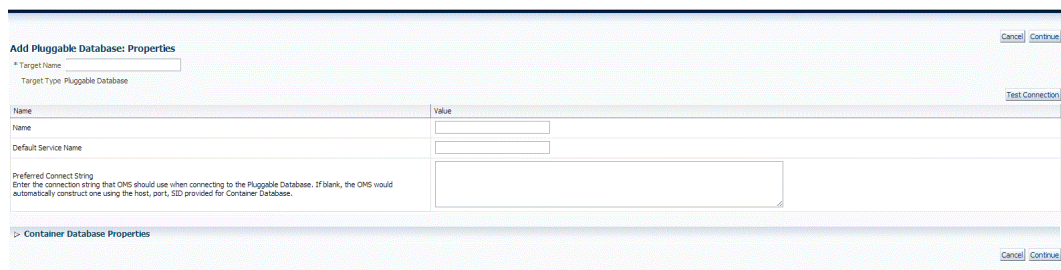 Cancel Continue
Add Pluggable Database: Properties
* Target Name
Target Type Pluggable Database
Test Connection
Name Value
Name
Default Service Name
Preferred Connect String
Enter the connection string that OMS should use when connecting to the Pluggable Database. If blank, the OMS would
automatically construct one using the host, port, SID provided for Container Database.
Container Database Properties
Cancel Continue